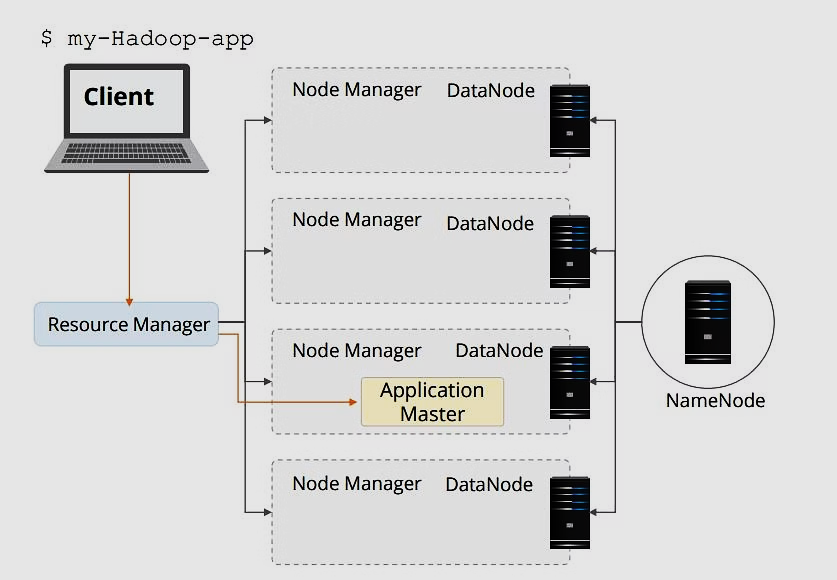 $ my-Hadoop-app
Client
Node Manager DataNode
Node Manager DataNode
Resource Manager
Node Manager DataNode
Application
Master
NameNode
Node Manager DataNode